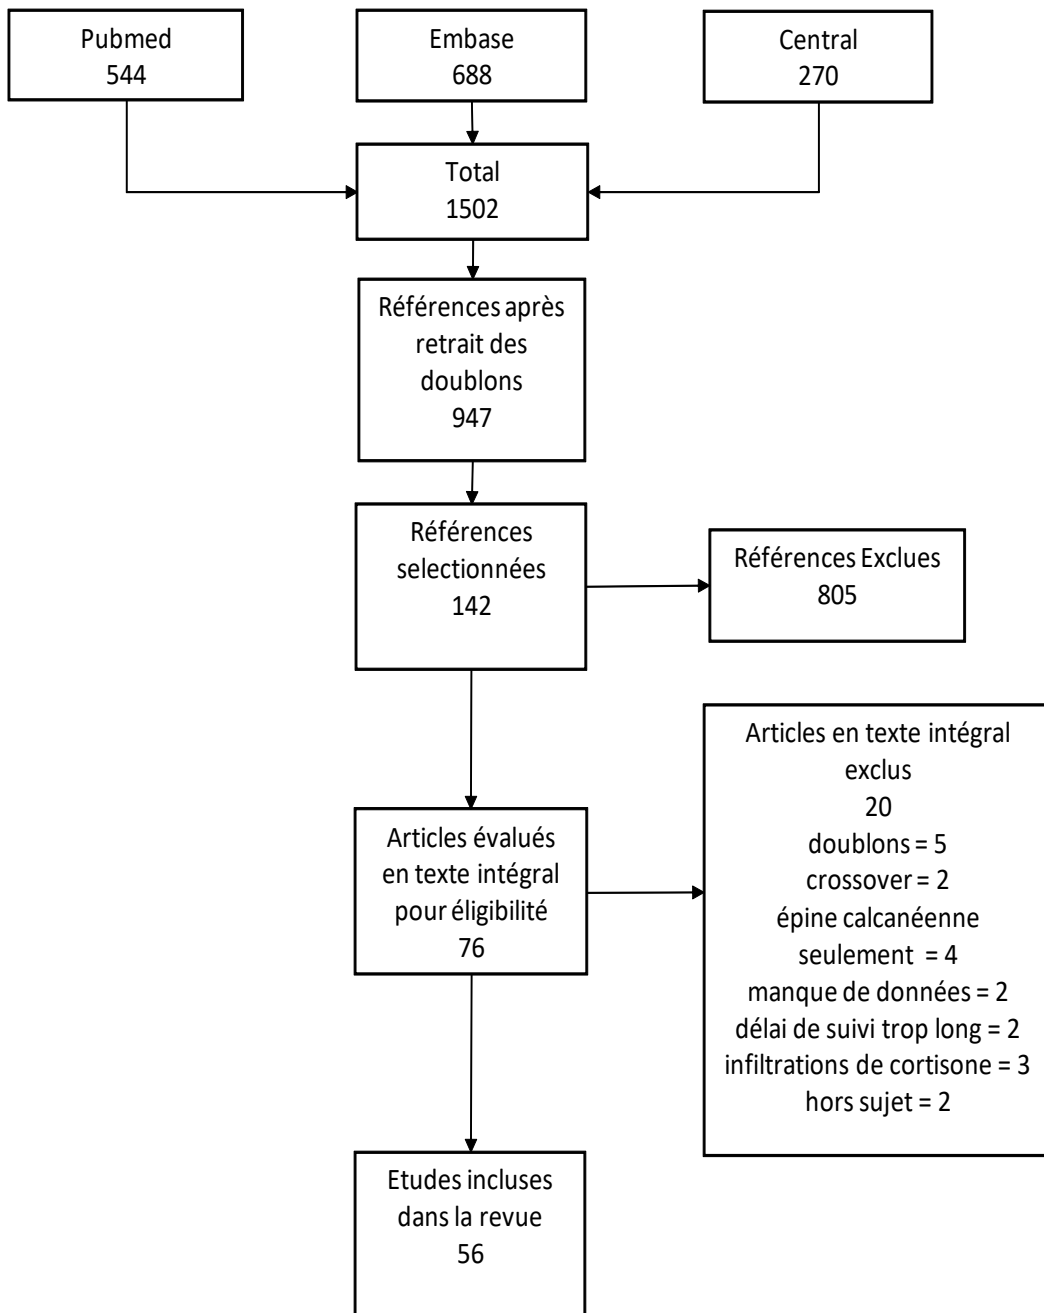 Pubmed
544
Embase
688
Central
270
Total
1502
Références après
retrait des
doublons
947
Références
selectionnées
142
Références Exclues
805
Articles évalués
en texte intégral
pour éligibilité
76
Articles en texte intégral
exclus
20
doublons = 5
crossover = 2
épine calcanéenne
seulement = 4
manque de données = 2
délai de suivi trop long = 2
infiltrations de cortisone = 3
hors sujet = 2
Etudes incluses
dans la revue
56